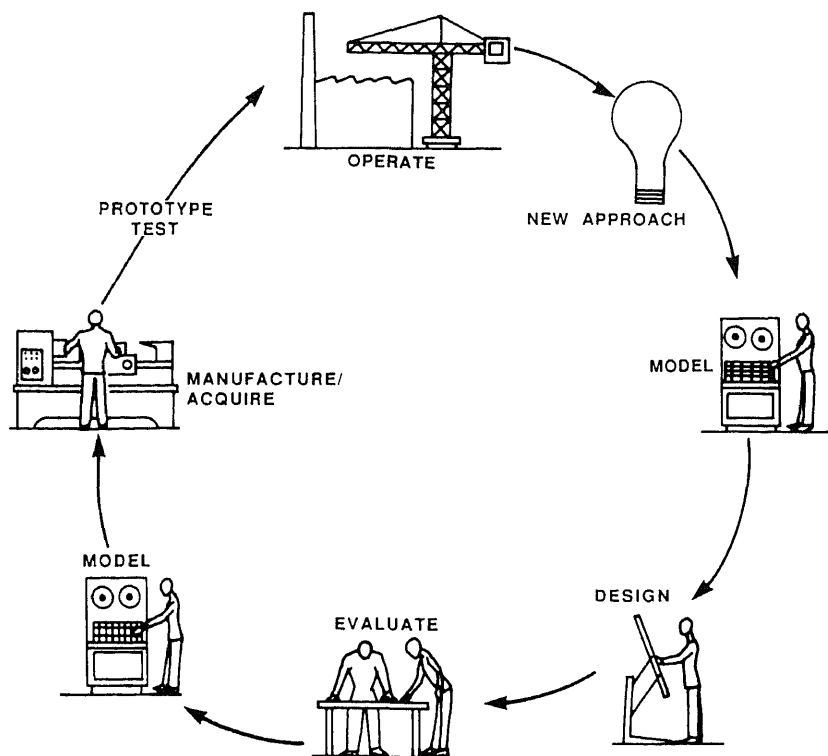 OPERATE
NEW APPROACH
MODEL
DESIGN
EVALUATE
MODEL
MANUFACTURE/
ACQUIRE
PROTOTYPE
TEST